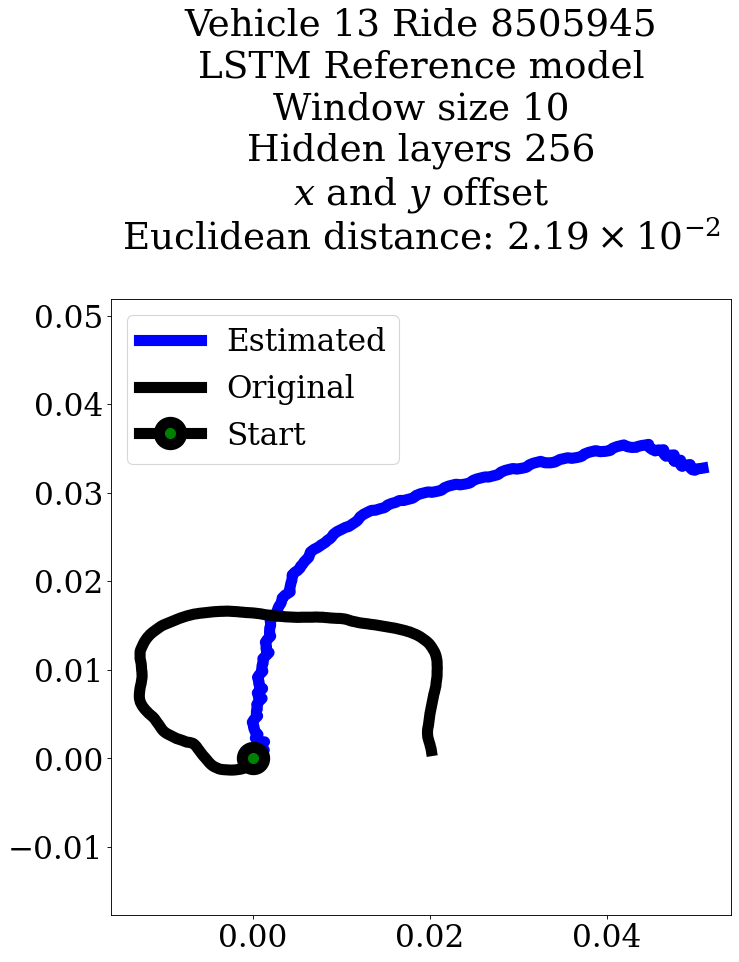 Vehicle 13 Ride 8505945
LSTM Reference model
Window size 10
Hidden layers 256
x and y offset
Euclidean distance: 2.19 × 10⁻²
Estimated
Original
Start
0.05
0.04
0.03
0.02
0.01
0.00
−0.01
0.00 0.02 0.04